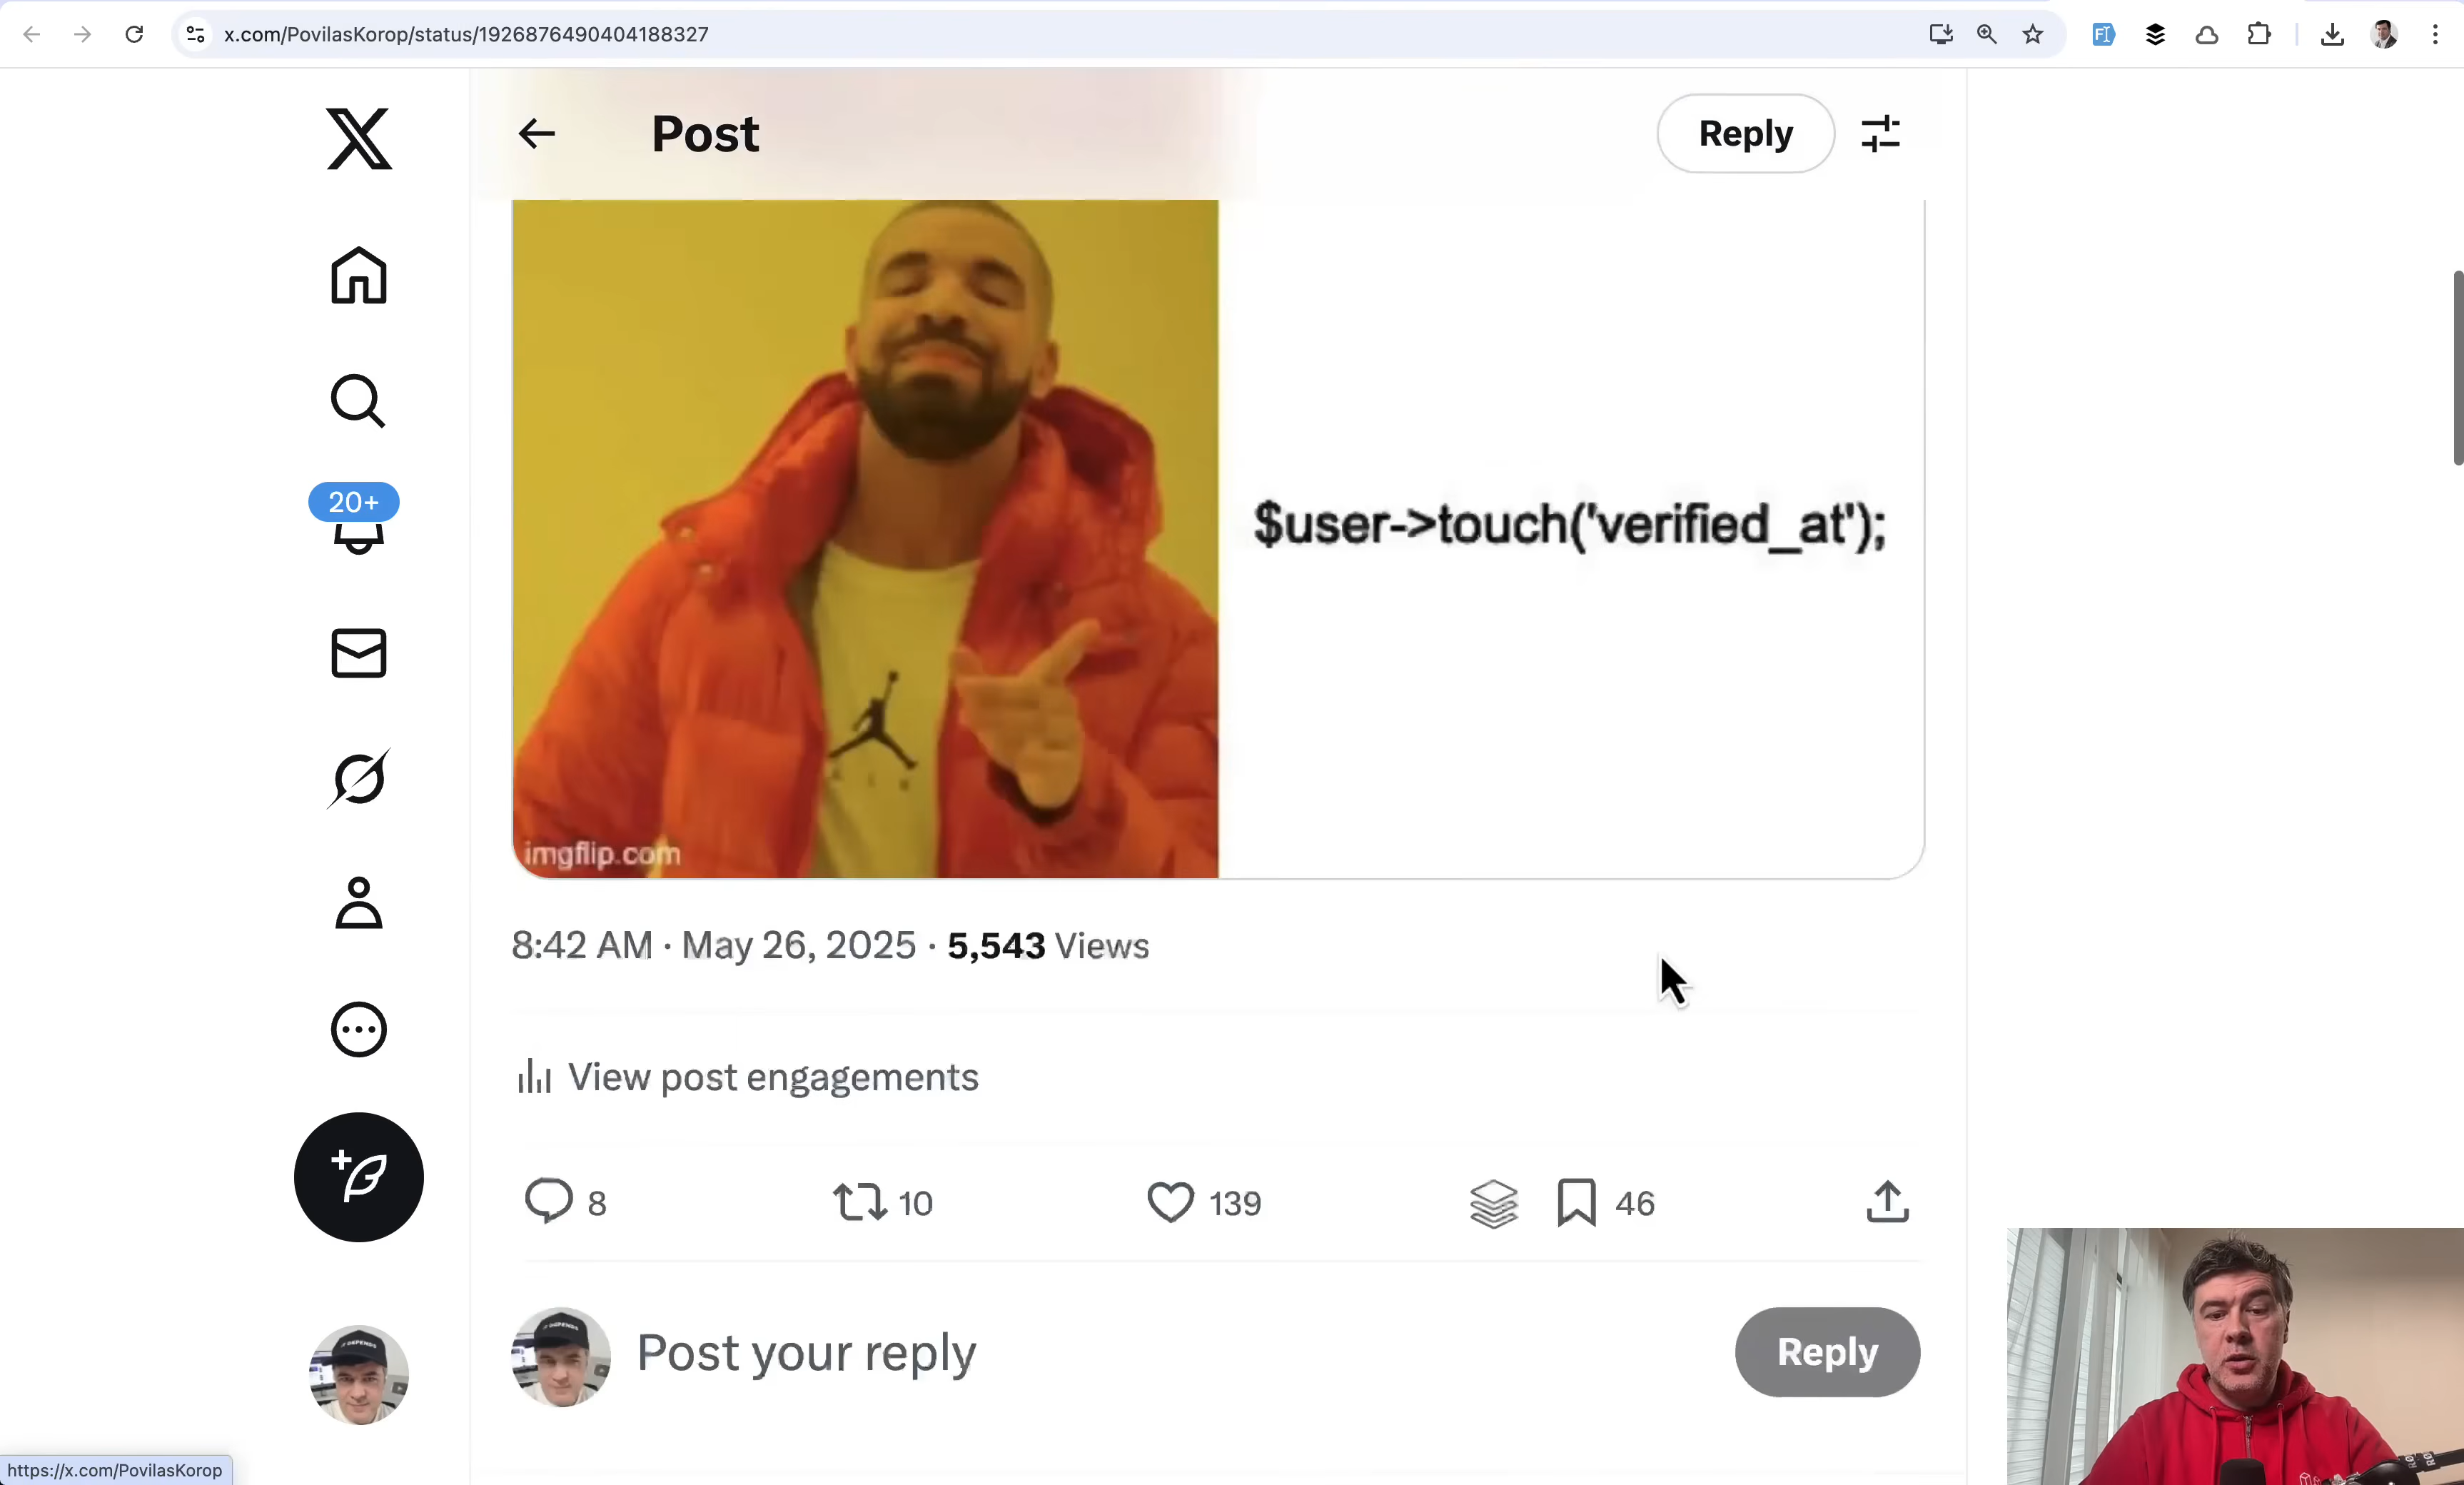 x.com/PovilasKorop/status/1926876490404188327
Post
Reply
$user->touch('verified_at');
20+
imgflip.com
8:42 AM · May 26, 2025 · 5,543 Views
View post engagements
8
10
139
46
Post your reply
Reply
https://x.com/PovilasKorop